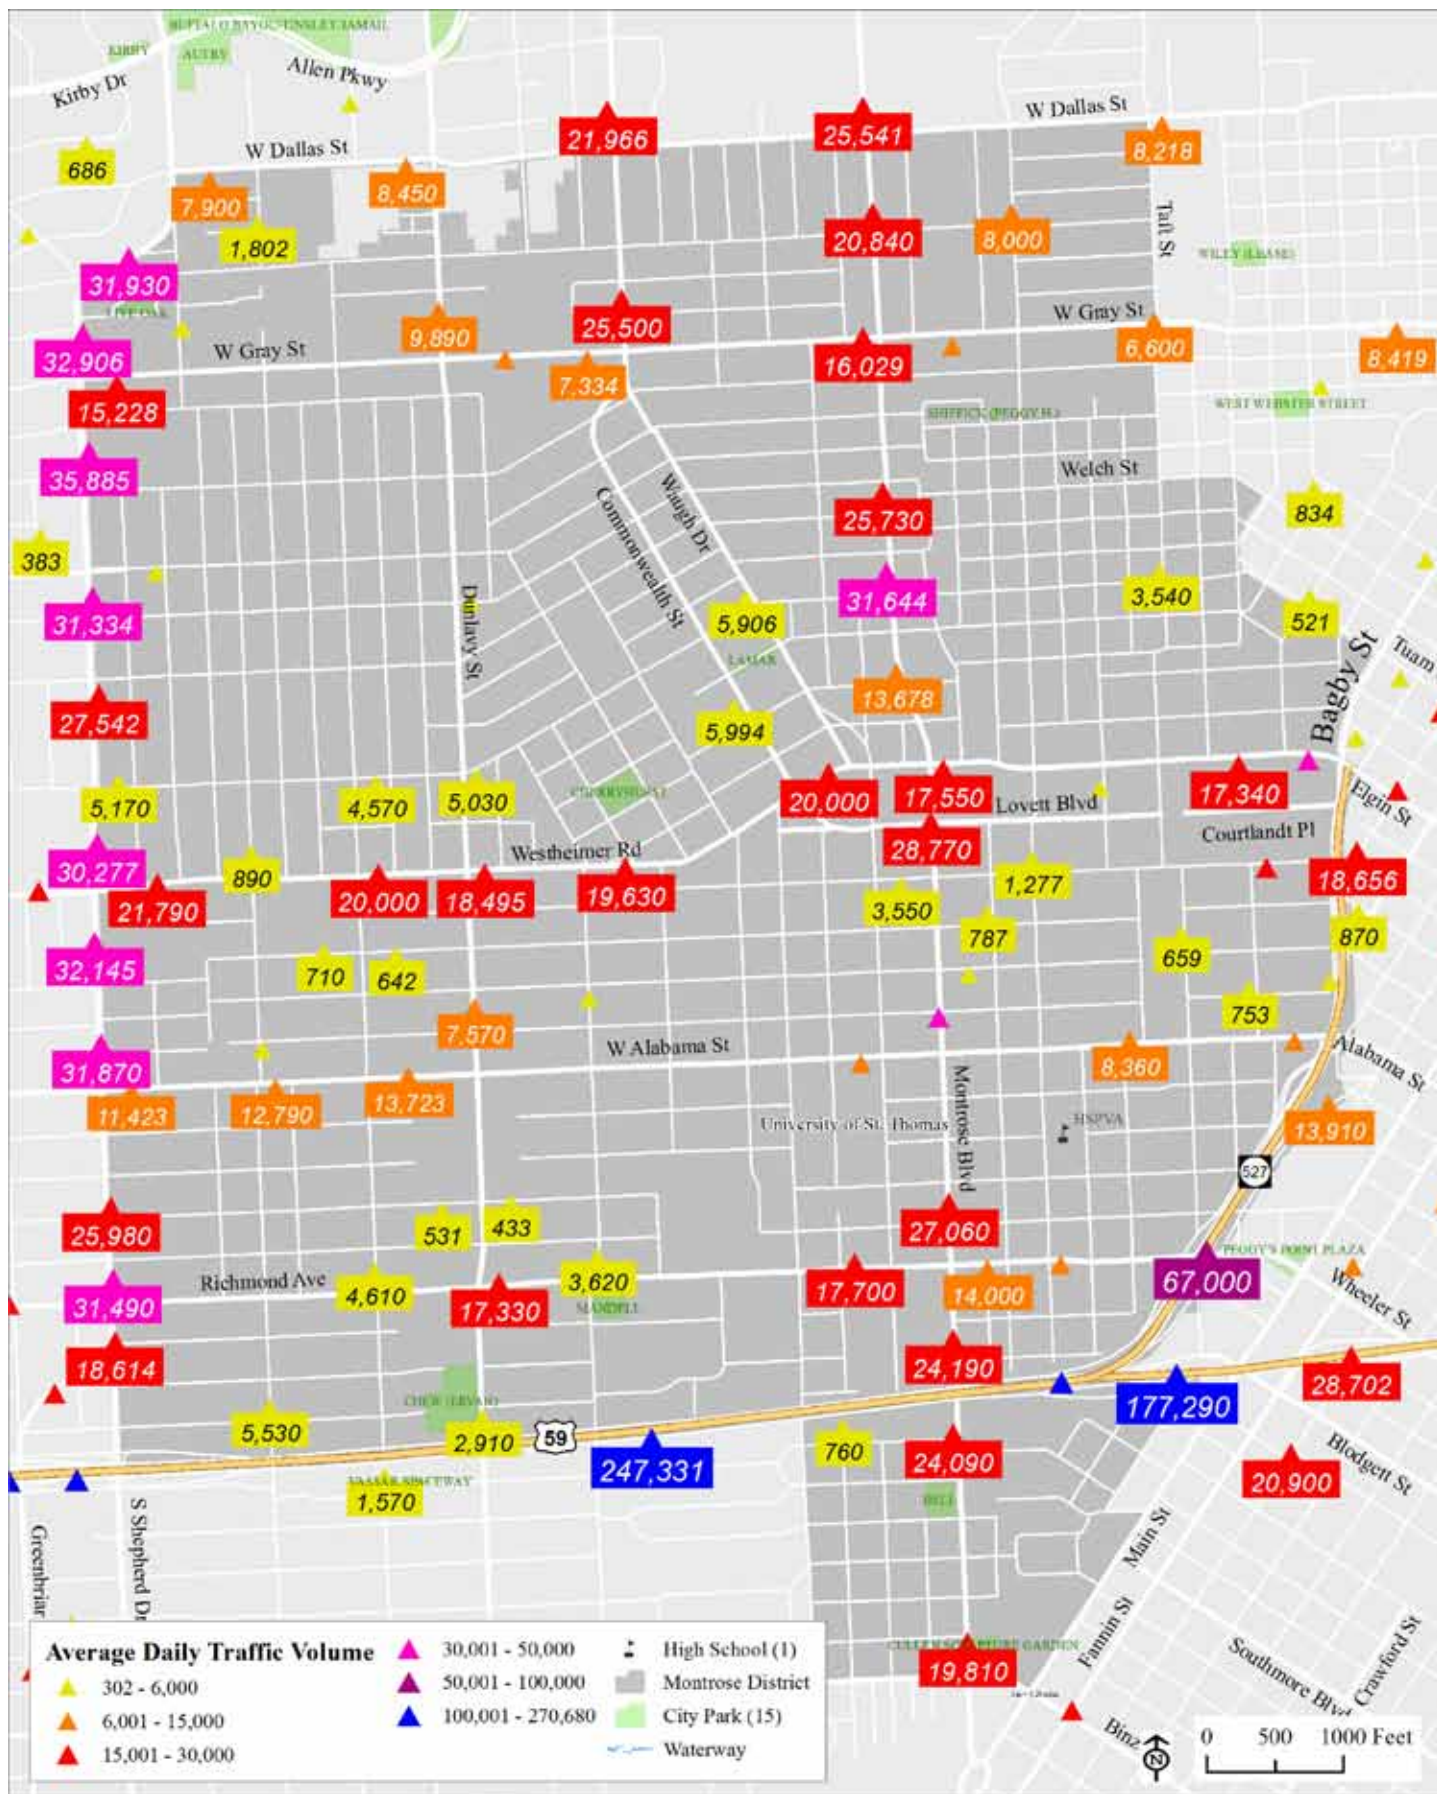 KIRBY
AUTRY
Kirby Dr
Allen Pkwy
W Dallas St
W Dallas St
21,966
25,541
8,218
686
7,900
8,450
1,802
20,840
8,000
Taft St
31,930
9,890
25,500
W Gray St
32,906
W Gray St
7,334
16,029
6,600
8,419
15,228
WEST WEBSTER STREET
35,885
Welch St
Waugh Dr
Commonwealth St
25,730
834
383
31,334
Dunlavy St
5,906
31,644
3,540
521
LAMAR
Bagby St
Tuam
27,542
5,994
13,678
5,170
4,570
5,030
20,000
17,550
Lovett Blvd
17,340
Elgin St
Courtlandt Pl
28,770
Westheimer Rd
30,277
890
21,790
20,000
18,495
19,630
1,277
18,656
3,550
787
870
32,145
710
642
659
753
7,570
W Alabama St
31,870
8,360
Alabama St
11,423
12,790
13,723
University of St. Thomas
Montrose Blvd
HSPVA
13,910
527
25,980
531
433
27,060
PEGGY'S POINT PLAZA
Richmond Ave
31,490
4,610
3,620
17,330
17,700
14,000
67,000
Wheeler St
18,614
24,190
28,702
177,290
5,530
2,910
59
247,331
760
24,090
20,900
Blodgett St
1,570
BELL
Greenbriar
S Shepherd Dr
Main St
Fannin St
19,810
Southmore Blvd
Crawford St
Binz
Average Daily Traffic Volume
302 - 6,000
6,001 - 15,000
15,001 - 30,000
30,001 - 50,000
50,001 - 100,000
100,001 - 270,680
High School (1)
Montrose District
City Park (15)
Waterway
N
0 500 1000 Feet